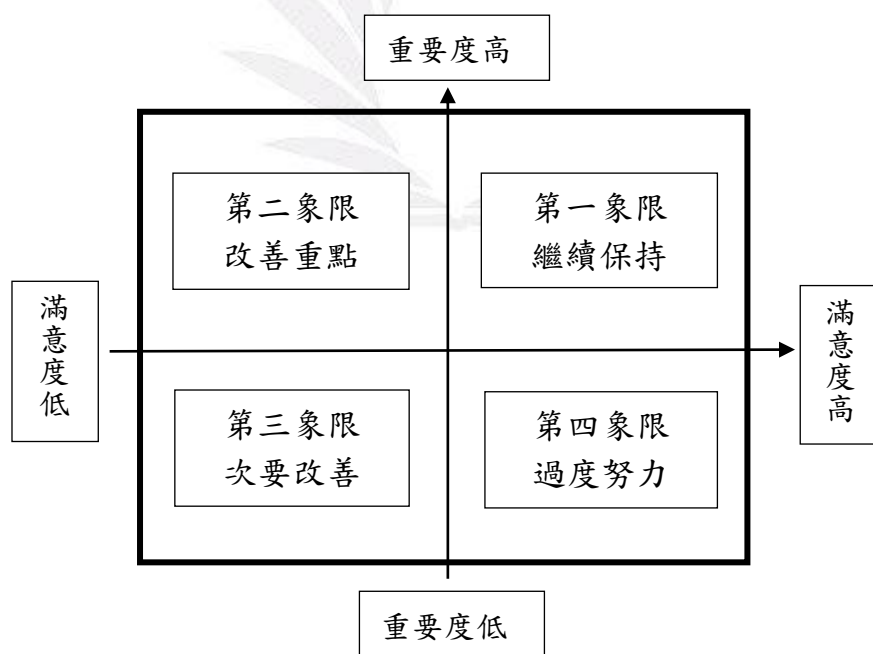 重要度高
第二象限
改善重點
第一象限
繼續保持
滿意度低
滿意度高
第三象限
次要改善
第四象限
過度努力
重要度低